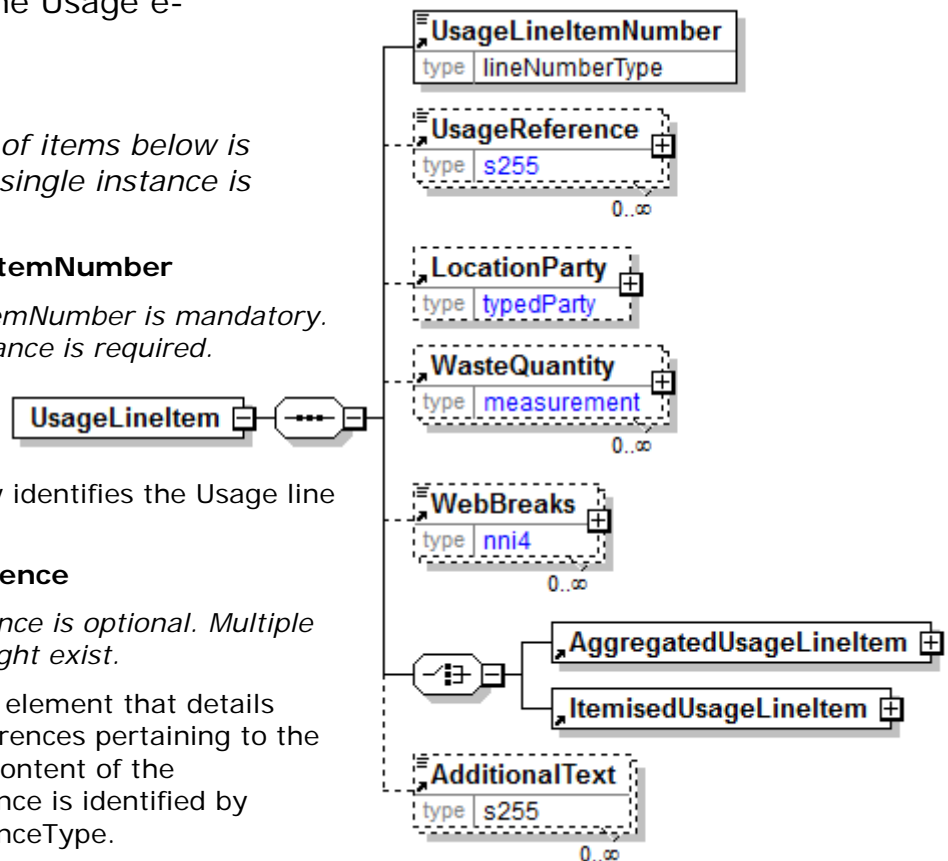 he Usage e-
of items below is
single instance is
temNumber
emNumber is mandatory.
ance is required.
y identifies the Usage line
ence
nce is optional. Multiple
ght exist.
element that details
rences pertaining to the
ontent of the
nce is identified by
nceType.
UsageLineItem
UsageLineItemNumber
type lineNumberType
UsageReference
type s255
0..∞
LocationParty
type typedParty
WasteQuantity
type measurement
0..∞
WebBreaks
type nni4
0..∞
AggregatedUsageLineItem
ItemisedUsageLineItem
AdditionalText
type s255
0..∞